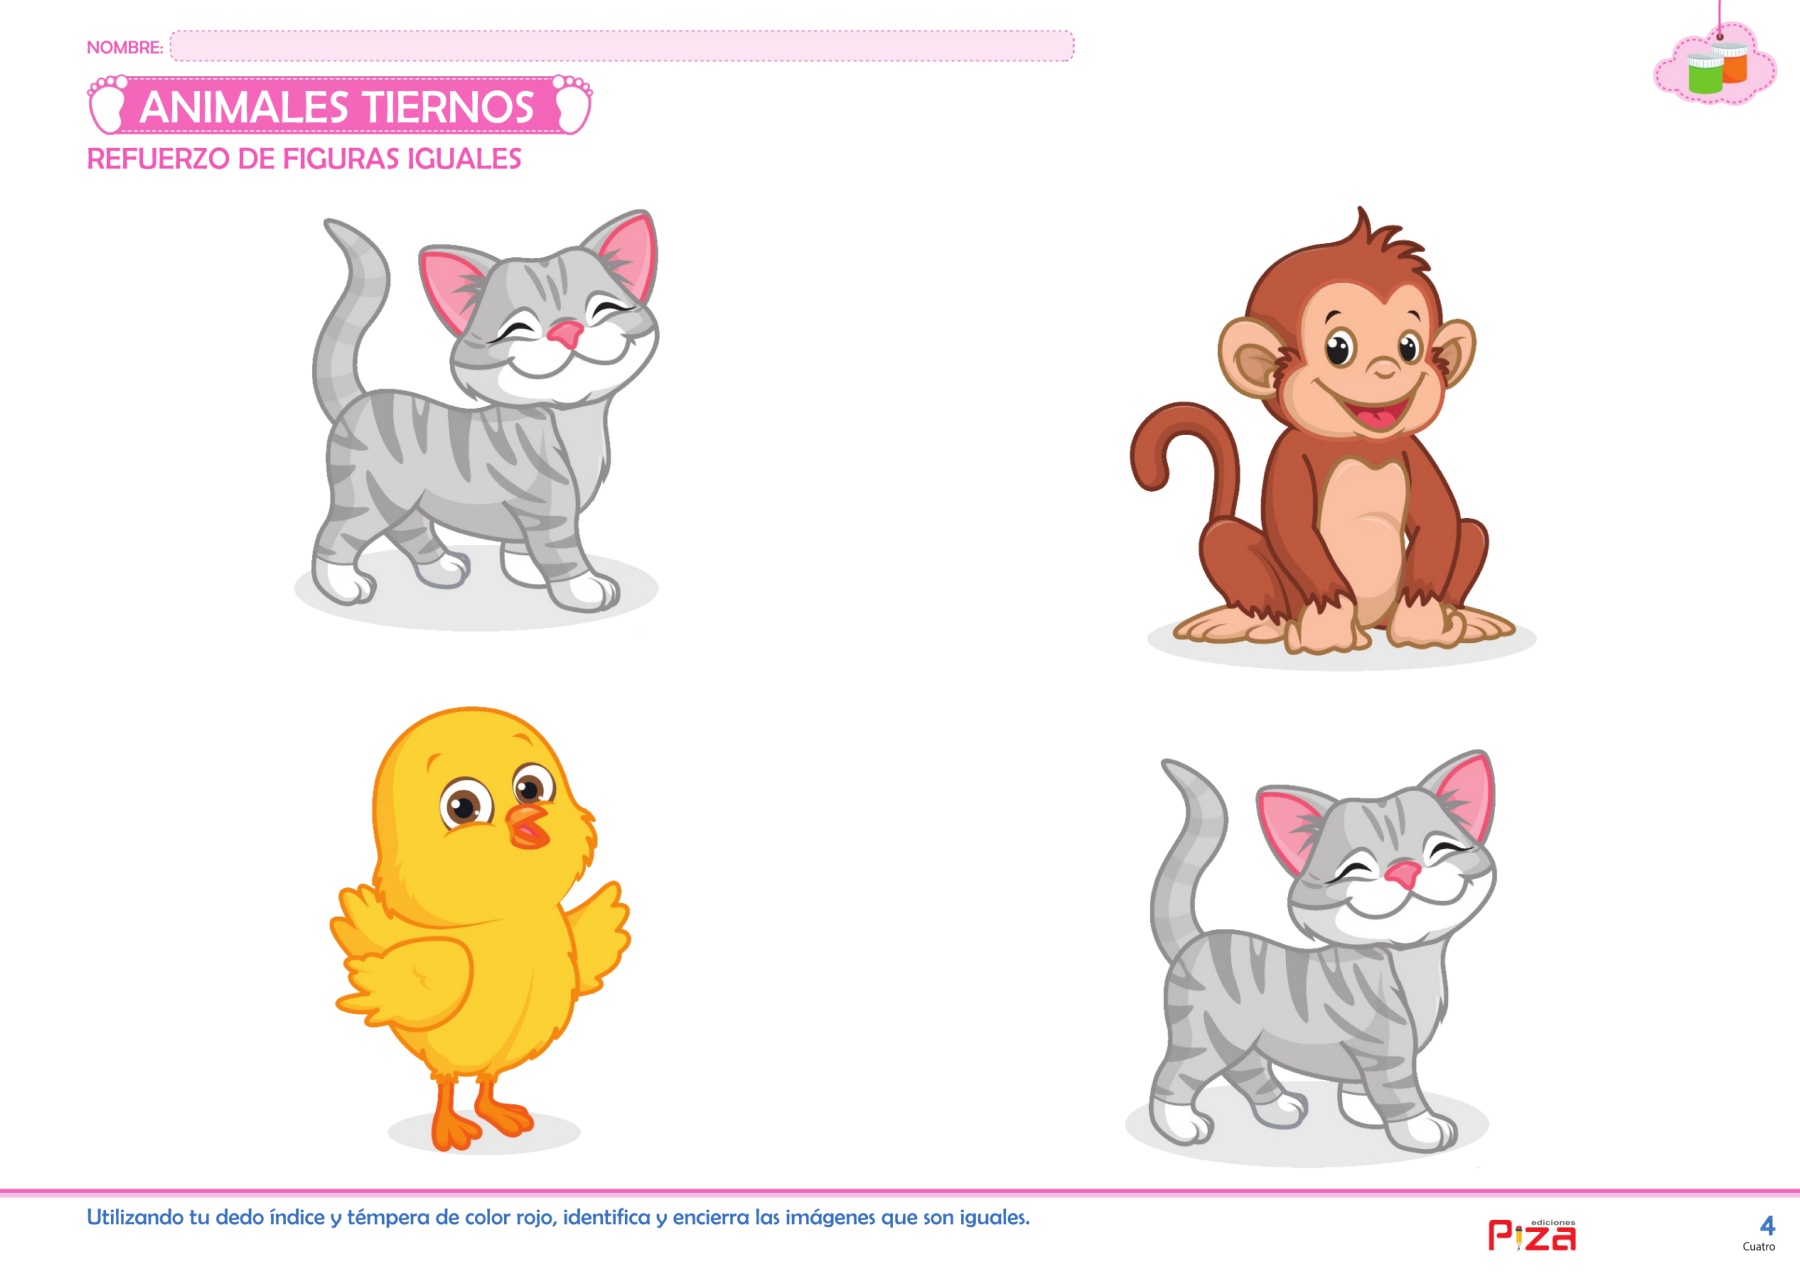 NOMBRE:
ANIMALES TIERNOS
REFUERZO DE FIGURAS IGUALES
Utilizando tu dedo índice y témpera de color rojo, identifica y encierra las imágenes que son iguales.
ediciones
Piza
4
Cuatro